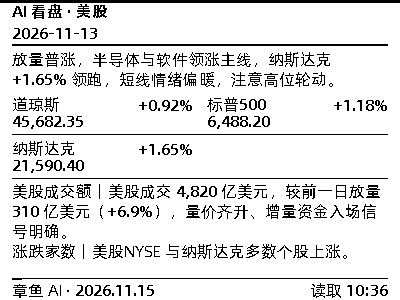 AI 看盘 · 美股
2026-11-13
放量普涨，半导体与软件领涨主线，纳斯达克
+1.65% 领跑，短线情绪偏暖，注意高位轮动。
道琼斯 +0.92% 标普500 +1.18%
45,682.35 6,488.20
纳斯达克 +1.65%
21,590.40
美股成交额｜美股成交 4,820 亿美元，较前一日放量
310 亿美元（+6.9%），量价齐升、增量资金入场信
号明确。
涨跌家数｜美股NYSE 与纳斯达克多数个股上涨。
章鱼 AI · 2026.11.15 读取 10:36